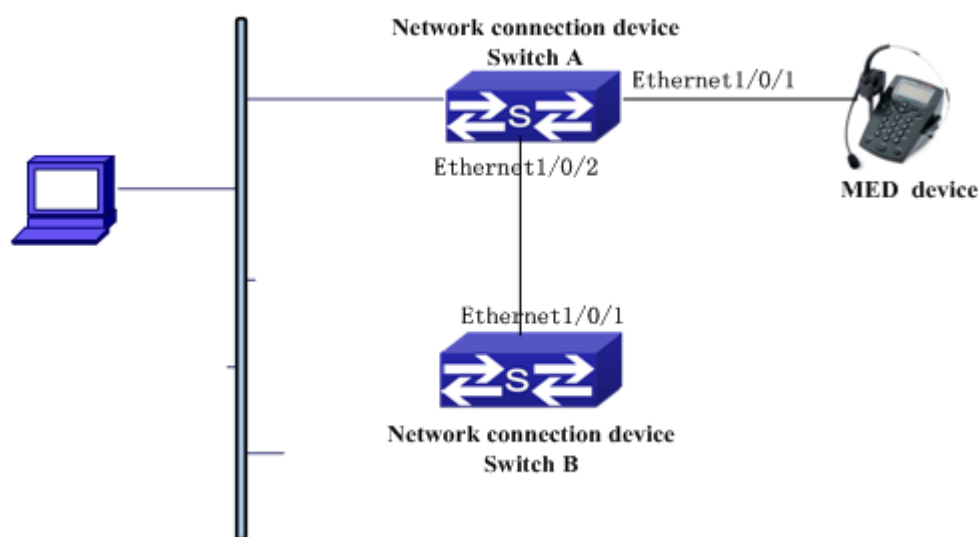 Network connection device
Switch A
Ethernet1/0/1
S
Ethernet1/0/2
MED device
Ethernet1/0/1
S
Network connection device
Switch B